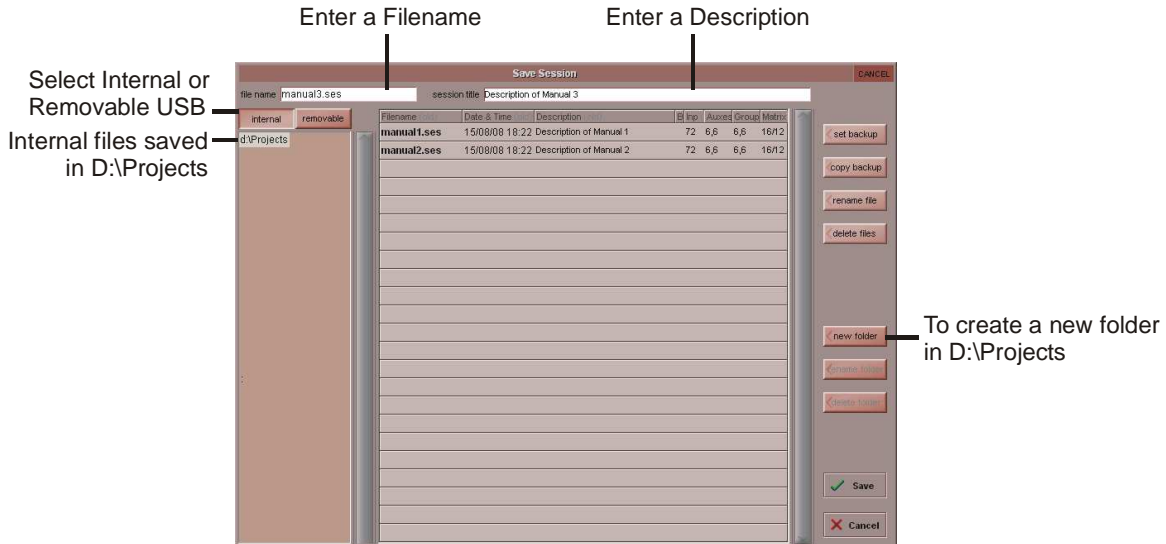 Enter a Filename
Enter a Description
Select Internal or
Removable USB
Internal files saved
in D:\Projects
Save Session
CANCEL
file name manual3.ses
session title Description of Manual 3
internal removable
d:\Projects
Filename Date & Time Description B Inp Auxes Group Matrix
manual1.ses 15/08/08 18:22 Description of Manual 1 72 6,6 6,6 16/12
manual2.ses 15/08/08 18:22 Description of Manual 2 72 6,6 6,6 16/12
set backup
copy backup
rename file
delete files
new folder
rename folder
delete folder
To create a new folder
in D:\Projects
Save
Cancel